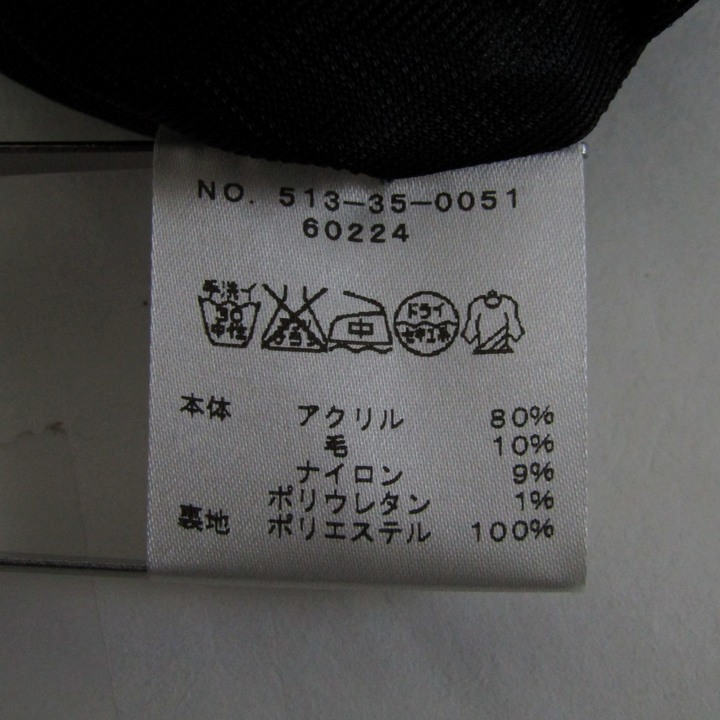 NO. 513-35-0051
60224
手洗イ
30
中性
中
ドライ
セキユ系
本体 アクリル 80%
毛 10%
ナイロン 9%
ポリウレタン 1%
裏地 ポリエステル 100%